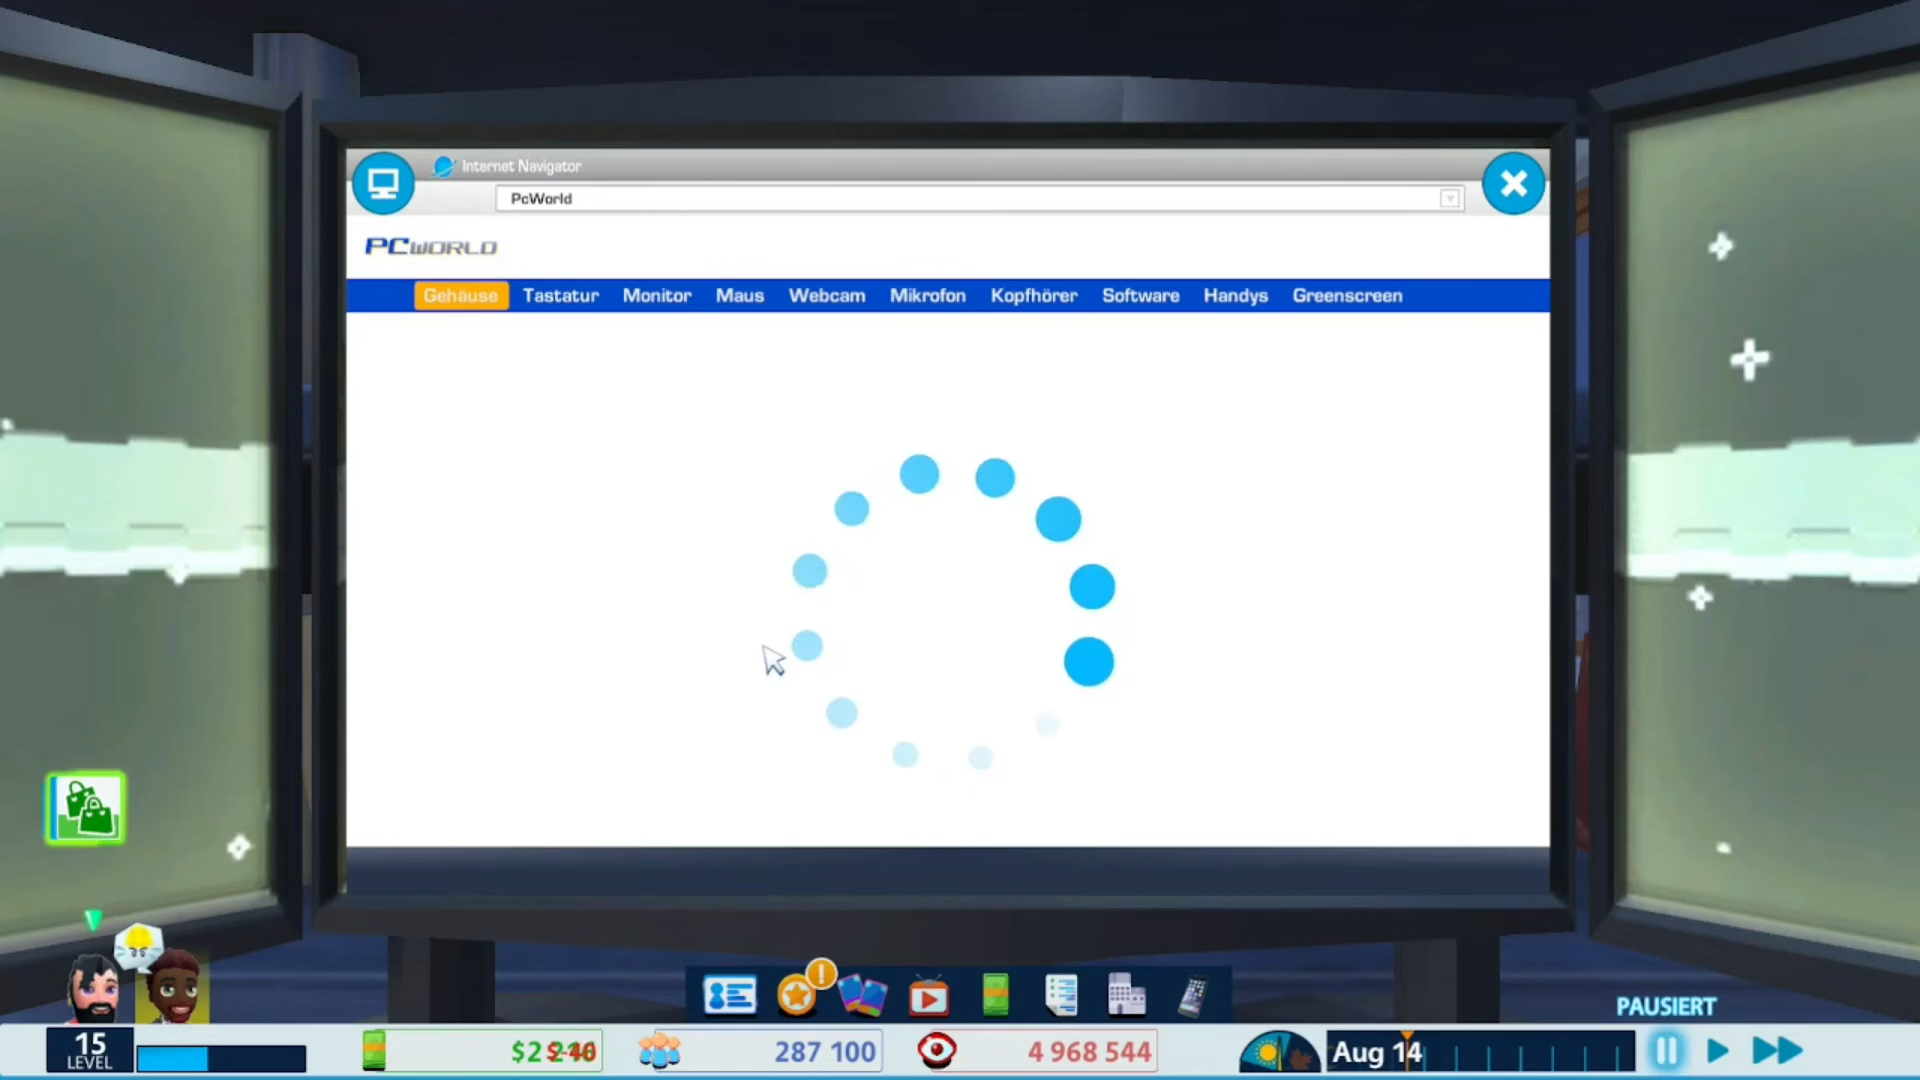 Internet Navigator
PcWorld
PCWORLD
Gehäuse Tastatur Monitor Maus Webcam Mikrofon Kopfhörer Software Handys Greenscreen
PAUSIERT
15
LEVEL
287 100
4 968 544
Aug 14